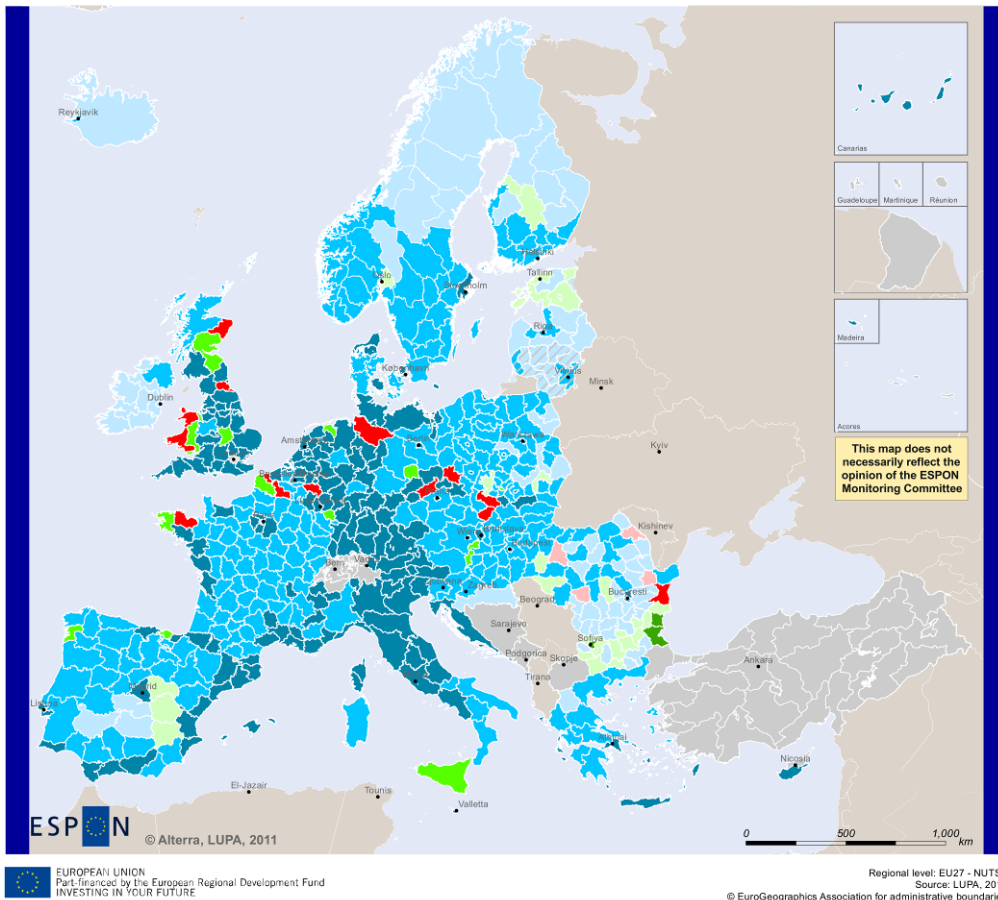 Reykjavik
Canarias
Guadeloupe Martinique Réunion
Oslo
Helsinki
Tallinn
Stockholm
Riga
Madeira
København
Vilnius
Minsk
Dublin
Acores
This map does not
necessarily reflect the
opinion of the ESPON
Monitoring Committee
Kyiv
Kishinev
Bern
Vaduz
Zagreb
Beograd
Bucuresti
Sarajevo
Sofiya
Podgorica
Skopje
Tirana
Ankara
Madrid
Nicosia
El-Jazair
Tounis
Valletta
ESPON
© Alterra, LUPA, 2011
0 500 1,000
km
EUROPEAN UNION
Part-financed by the European Regional Development Fund
INVESTING IN YOUR FUTURE
Regional level: EU27 - NUTS
Source: LUPA, 20
© EuroGeographics Association for administrative boundarie